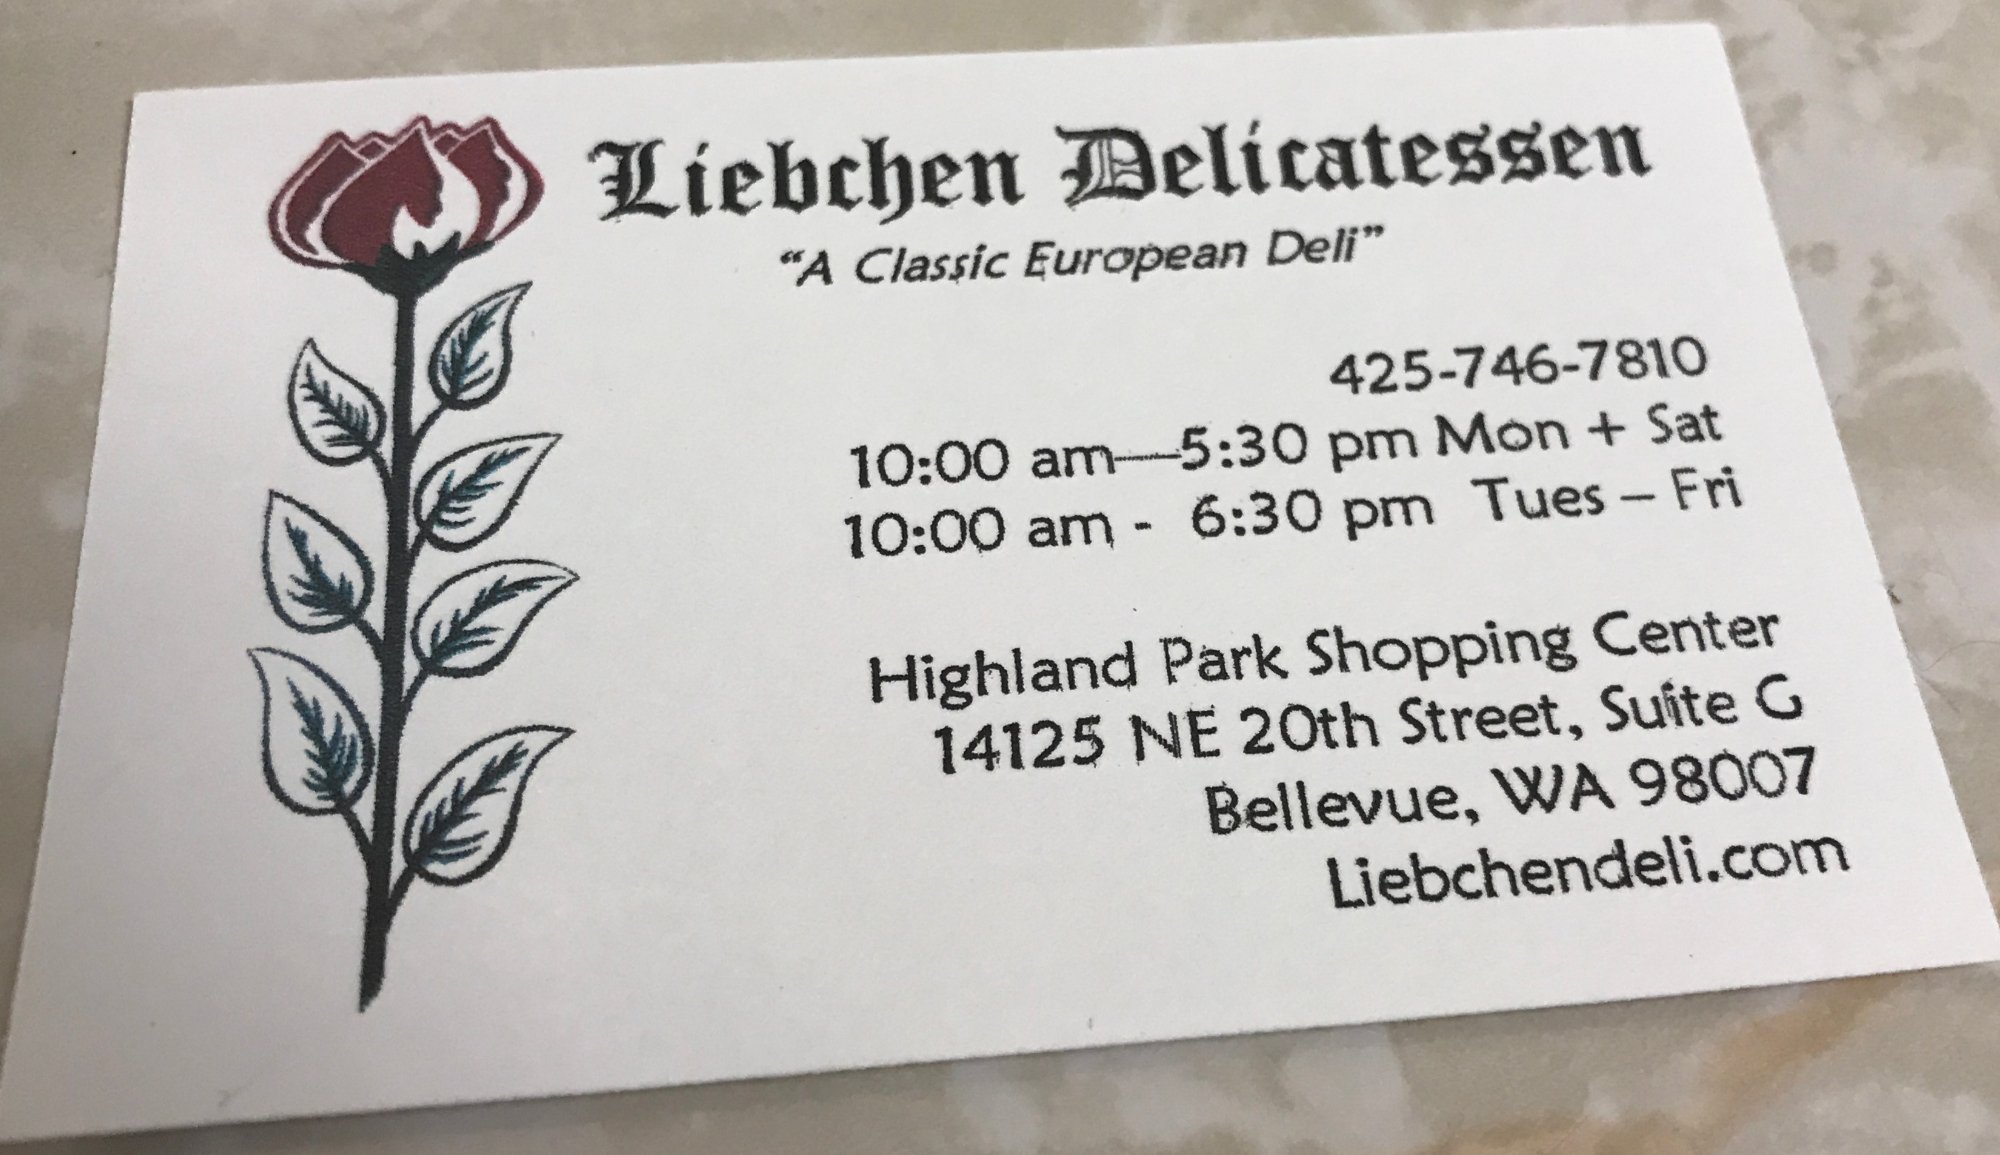 Liebchen Delicatessen
“A Classic European Deli”
425-746-7810
10:00 am—5:30 pm Mon + Sat
10:00 am - 6:30 pm Tues – Fri
Highland Park Shopping Center
14125 NE 20th Street, Suite G
Bellevue, WA 98007
Liebchendeli.com